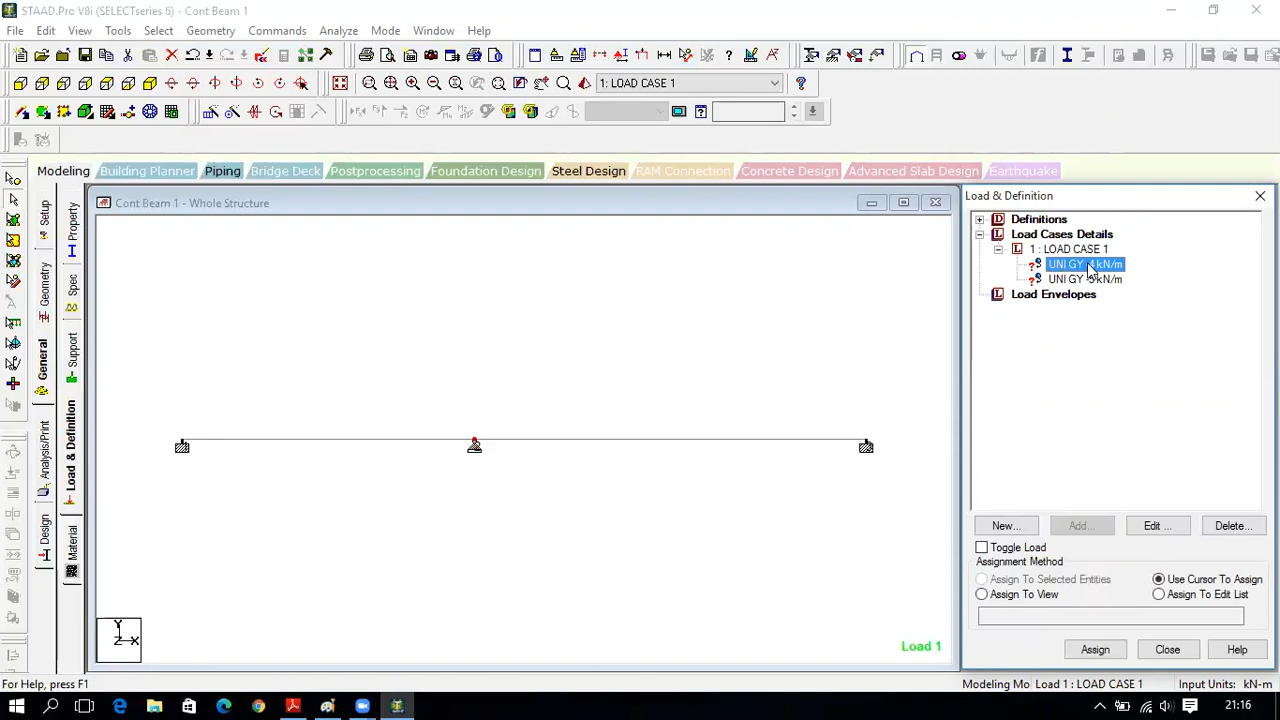 STAAD.Pro V8i (SELECTseries 6) - Cont Beam 1
File Edit View Tools Select Geometry Commands Analyze Mode Window Help
1: LOAD CASE 1
Modeling Building Planner Piping Bridge Deck Postprocessing Foundation Design Steel Design RAM Connection Concrete Design Advanced Slab Design Earthquake
Cont Beam 1 - Whole Structure
Setup
Geometry
General
Analysis/Print
Design
Property
Spec
Support
Load & Definition
Material
Y
Z X
Load 1
Load & Definition
Definitions
Load Cases Details
1 : LOAD CASE 1
UNI GY kN/m
UNI GY kN/m
Load Envelopes
New... Add... Edit ... Delete...
Toggle Load
Assignment Method
Assign To Selected Entities Use Cursor To Assign
Assign To View Assign To Edit List
Assign Close Help
For Help, press F1 Modeling Mo Load 1 : LOAD CASE 1 Input Units: kN-m
21:16